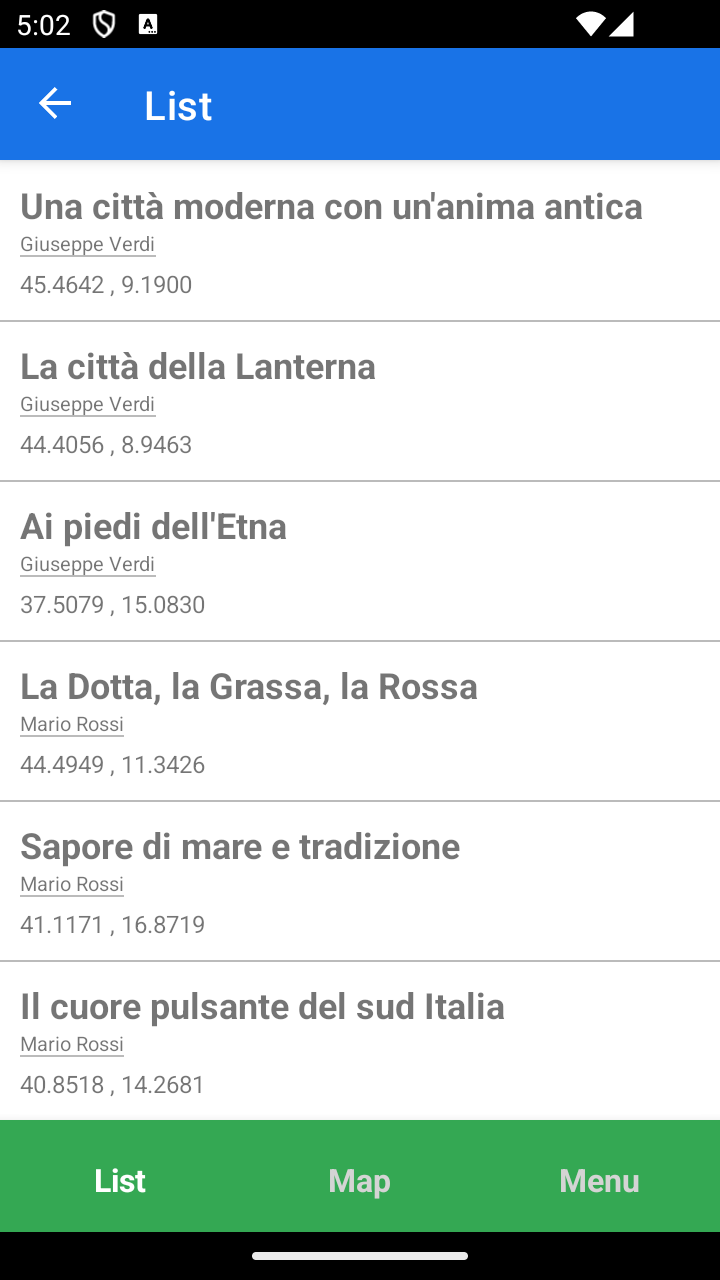 5:02
List
Una città moderna con un'anima antica
Giuseppe Verdi
45.4642 , 9.1900
La città della Lanterna
Giuseppe Verdi
44.4056 , 8.9463
Ai piedi dell'Etna
Giuseppe Verdi
37.5079 , 15.0830
La Dotta, la Grassa, la Rossa
Mario Rossi
44.4949 , 11.3426
Sapore di mare e tradizione
Mario Rossi
41.1171 , 16.8719
Il cuore pulsante del sud Italia
Mario Rossi
40.8518 , 14.2681
List Map Menu